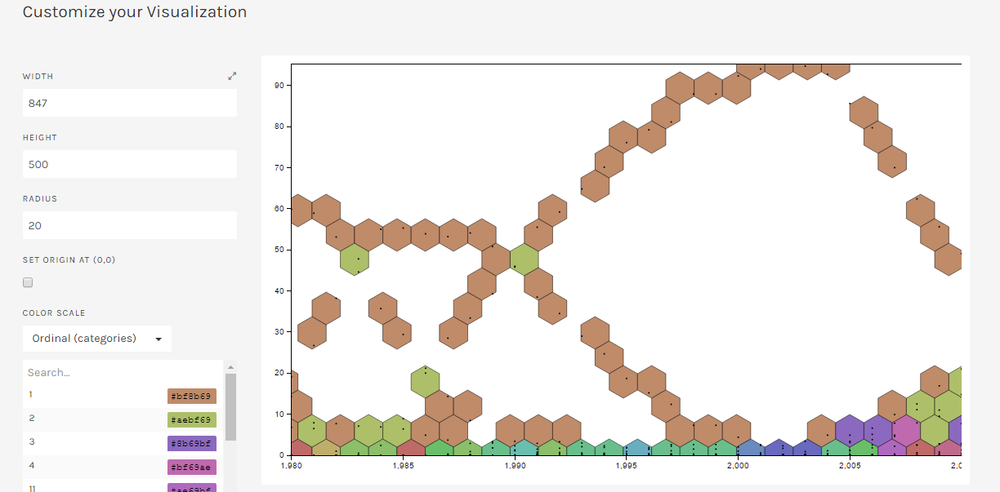 Customize your Visualization
WIDTH
847
HEIGHT
500
RADIUS
20
SET ORIGIN AT (0,0)
COLOR SCALE
Ordinal (categories)
Search...
1 #bf8b69
2 #aebf69
3 #8b69bf
4 #bf69ae
11 #ae69bf
90
80
70
60
50
40
30
20
10
0
1,980 1,985 1,990 1,995 2,000 2,005 2,0